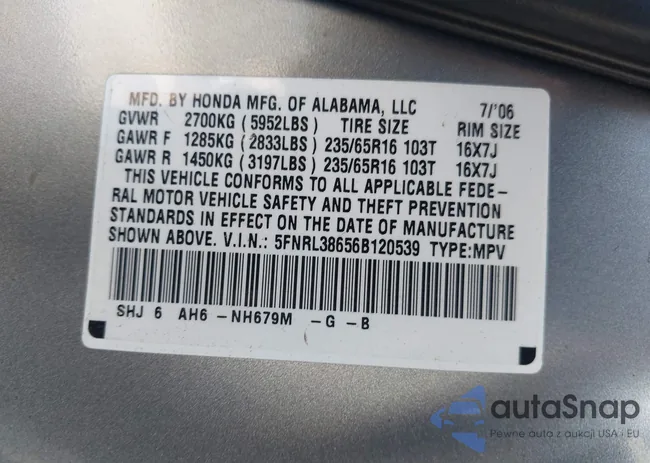 MFD. BY HONDA MFG. OF ALABAMA, LLC 7/'06
GVWR 2700KG (5952LBS) TIRE SIZE RIM SIZE
GAWR F 1285KG (2833LBS) 235/65R16 103T 16X7J
GAWR R 1450KG (3197LBS) 235/65R16 103T 16X7J
THIS VEHICLE CONFORMS TO ALL APPLICABLE FEDE-
RAL MOTOR VEHICLE SAFETY AND THEFT PREVENTION
STANDARDS IN EFFECT ON THE DATE OF MANUFACTURE
SHOWN ABOVE. V.I.N.: 5FNRL38656B120539 TYPE:MPV
SHJ 6 AH6 -NH679M -G -B
autaSnap
Pewne auta z aukcji USA i EU